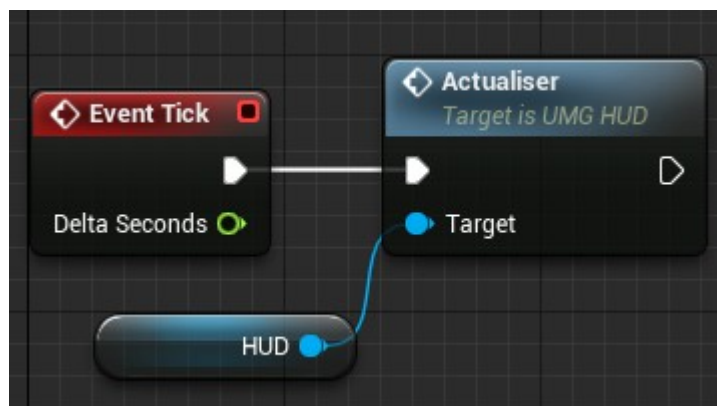 Event Tick
Delta Seconds
Actualiser
Target is UMG HUD
Target
HUD